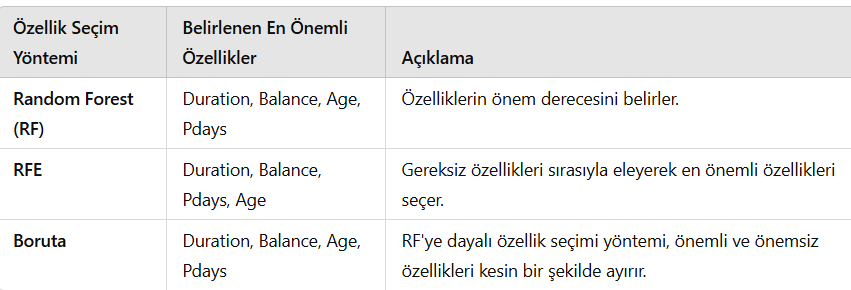 Özellik Seçim Yöntemi
Belirlenen En Önemli Özellikler
Açıklama
Random Forest (RF)
Duration, Balance, Age, Pdays
Özelliklerin önem derecesini belirler.
RFE
Duration, Balance, Pdays, Age
Gereksiz özellikleri sırasıyla eleyerek en önemli özellikleri seçer.
Boruta
Duration, Balance, Age, Pdays
RF'ye dayalı özellik seçimi yöntemi, önemli ve önemsiz özellikleri kesin bir şekilde ayırır.